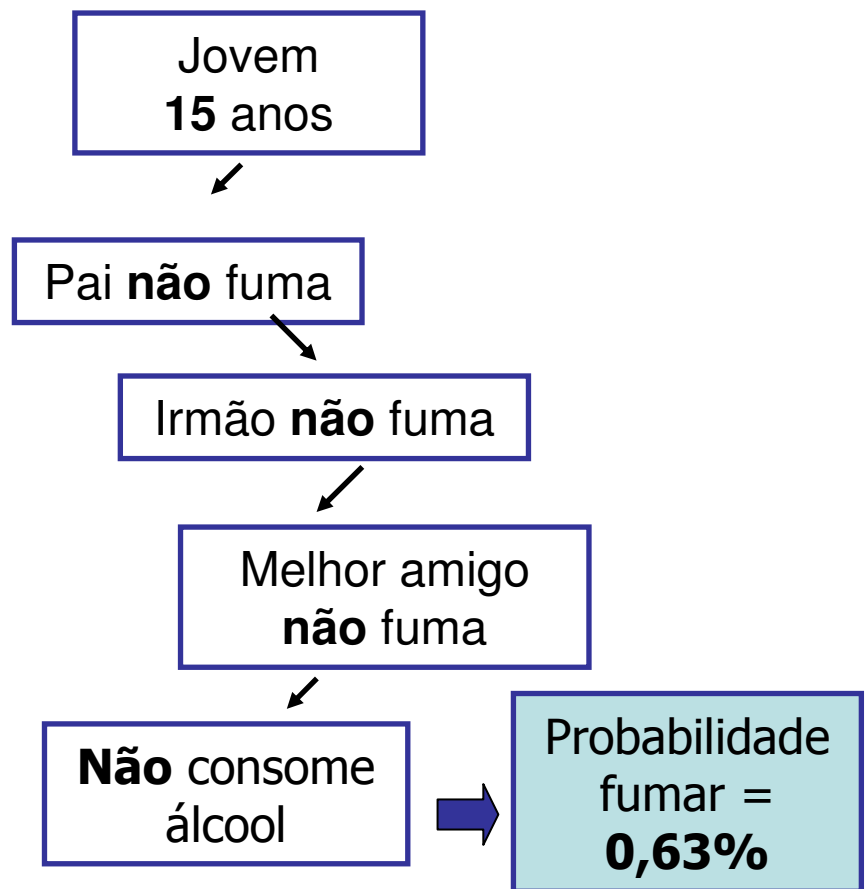 Jovem
15 anos
Pai não fuma
Irmão não fuma
Melhor amigo
não fuma
Não consome
álcool
Probabilidade
fumar =
0,63%